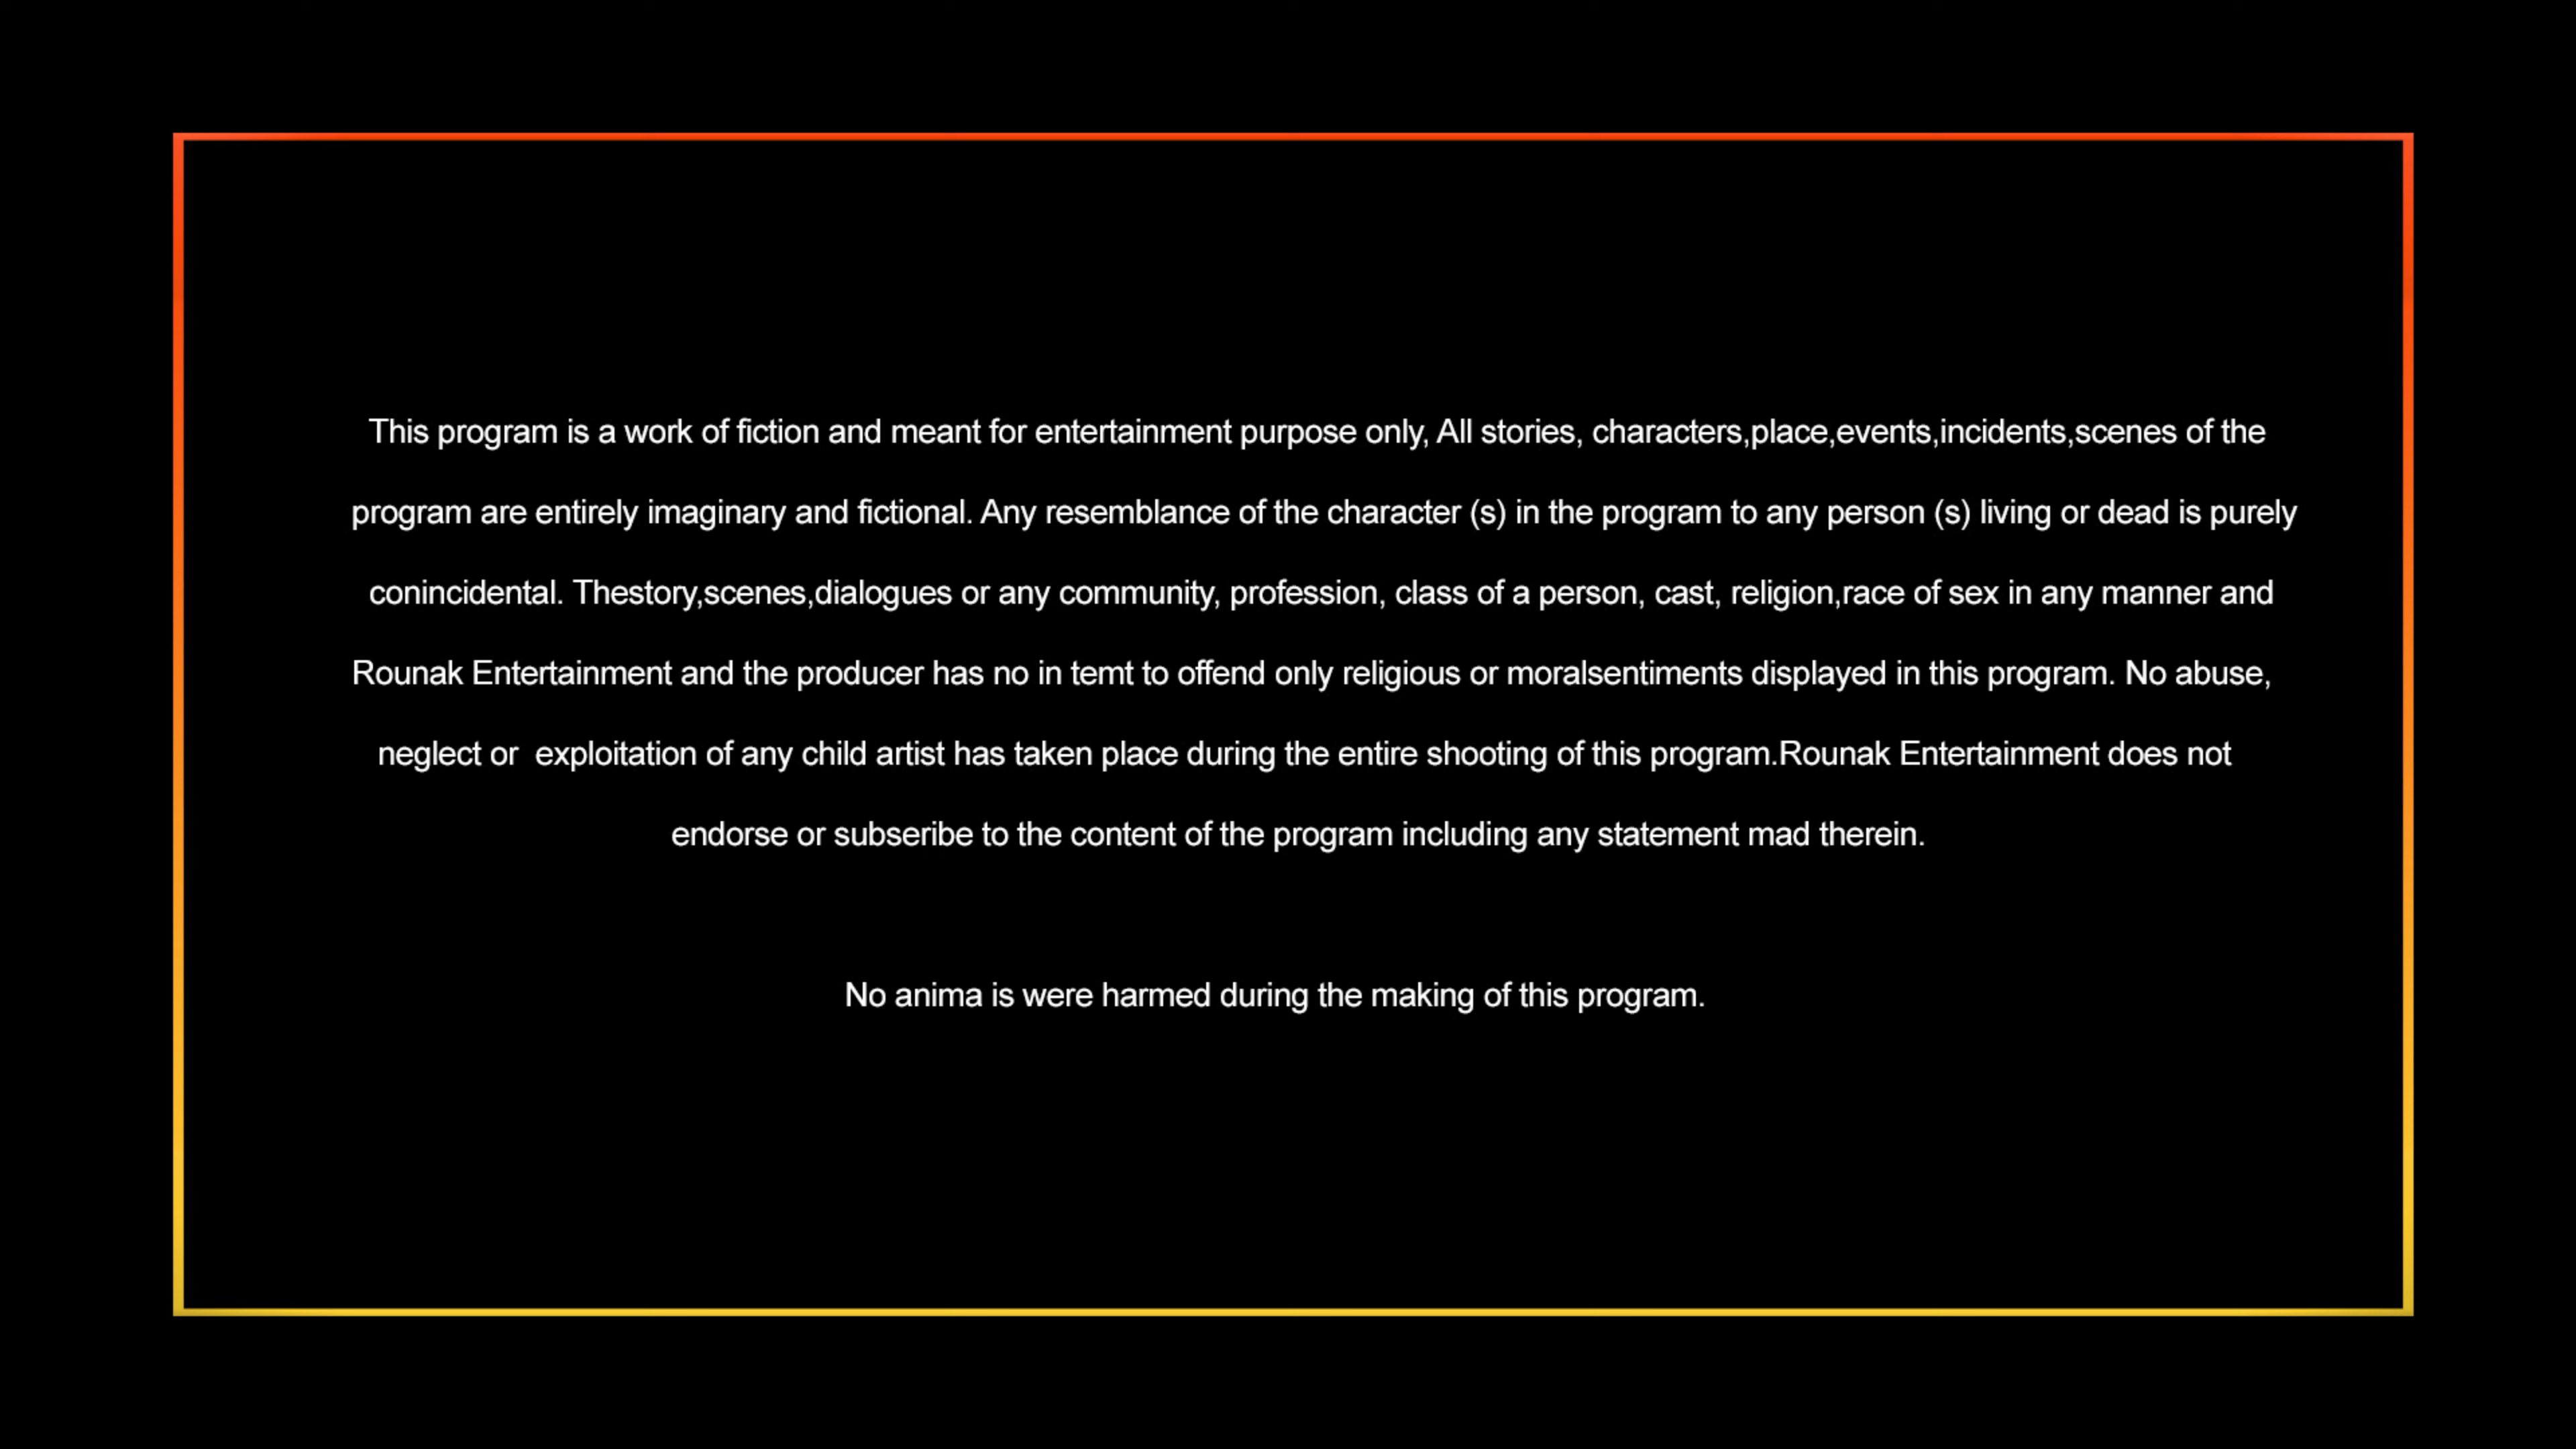 This program is a work of fiction and meant for entertainment purpose only, All stories, characters,place,events,incidents,scenes of the
program are entirely imaginary and fictional. Any resemblance of the character (s) in the program to any person (s) living or dead is purely
conincidental. Thestory,scenes,dialogues or any community, profession, class of a person, cast, religion,race of sex in any manner and
Rounak Entertainment and the producer has no in temt to offend only religious or moralsentiments displayed in this program. No abuse,
neglect or  exploitation of any child artist has taken place during the entire shooting of this program.Rounak Entertainment does not
endorse or subseribe to the content of the program including any statement mad therein.
No anima is were harmed during the making of this program.